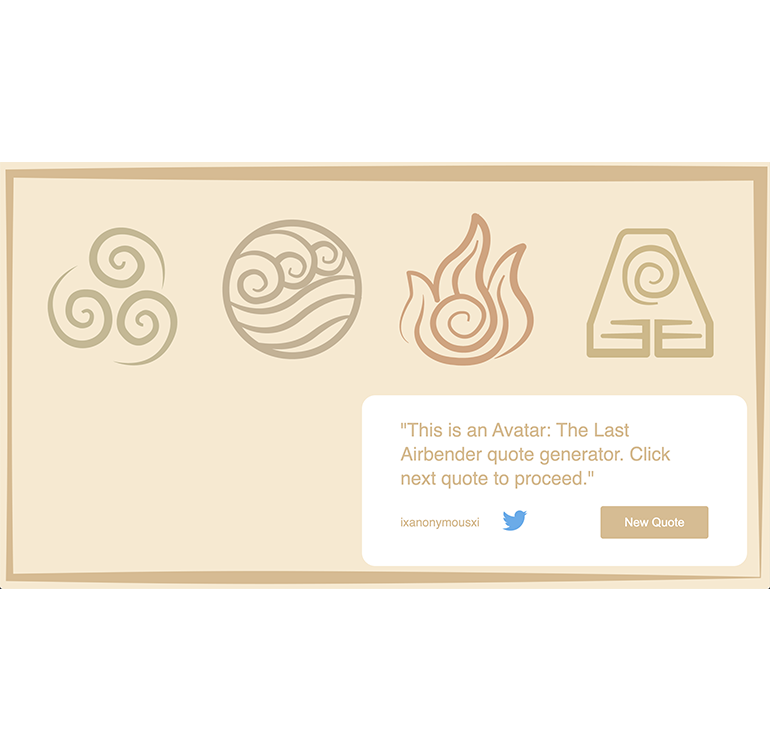 "This is an Avatar: The Last
Airbender quote generator. Click
next quote to proceed."
ixanonymousxi
New Quote